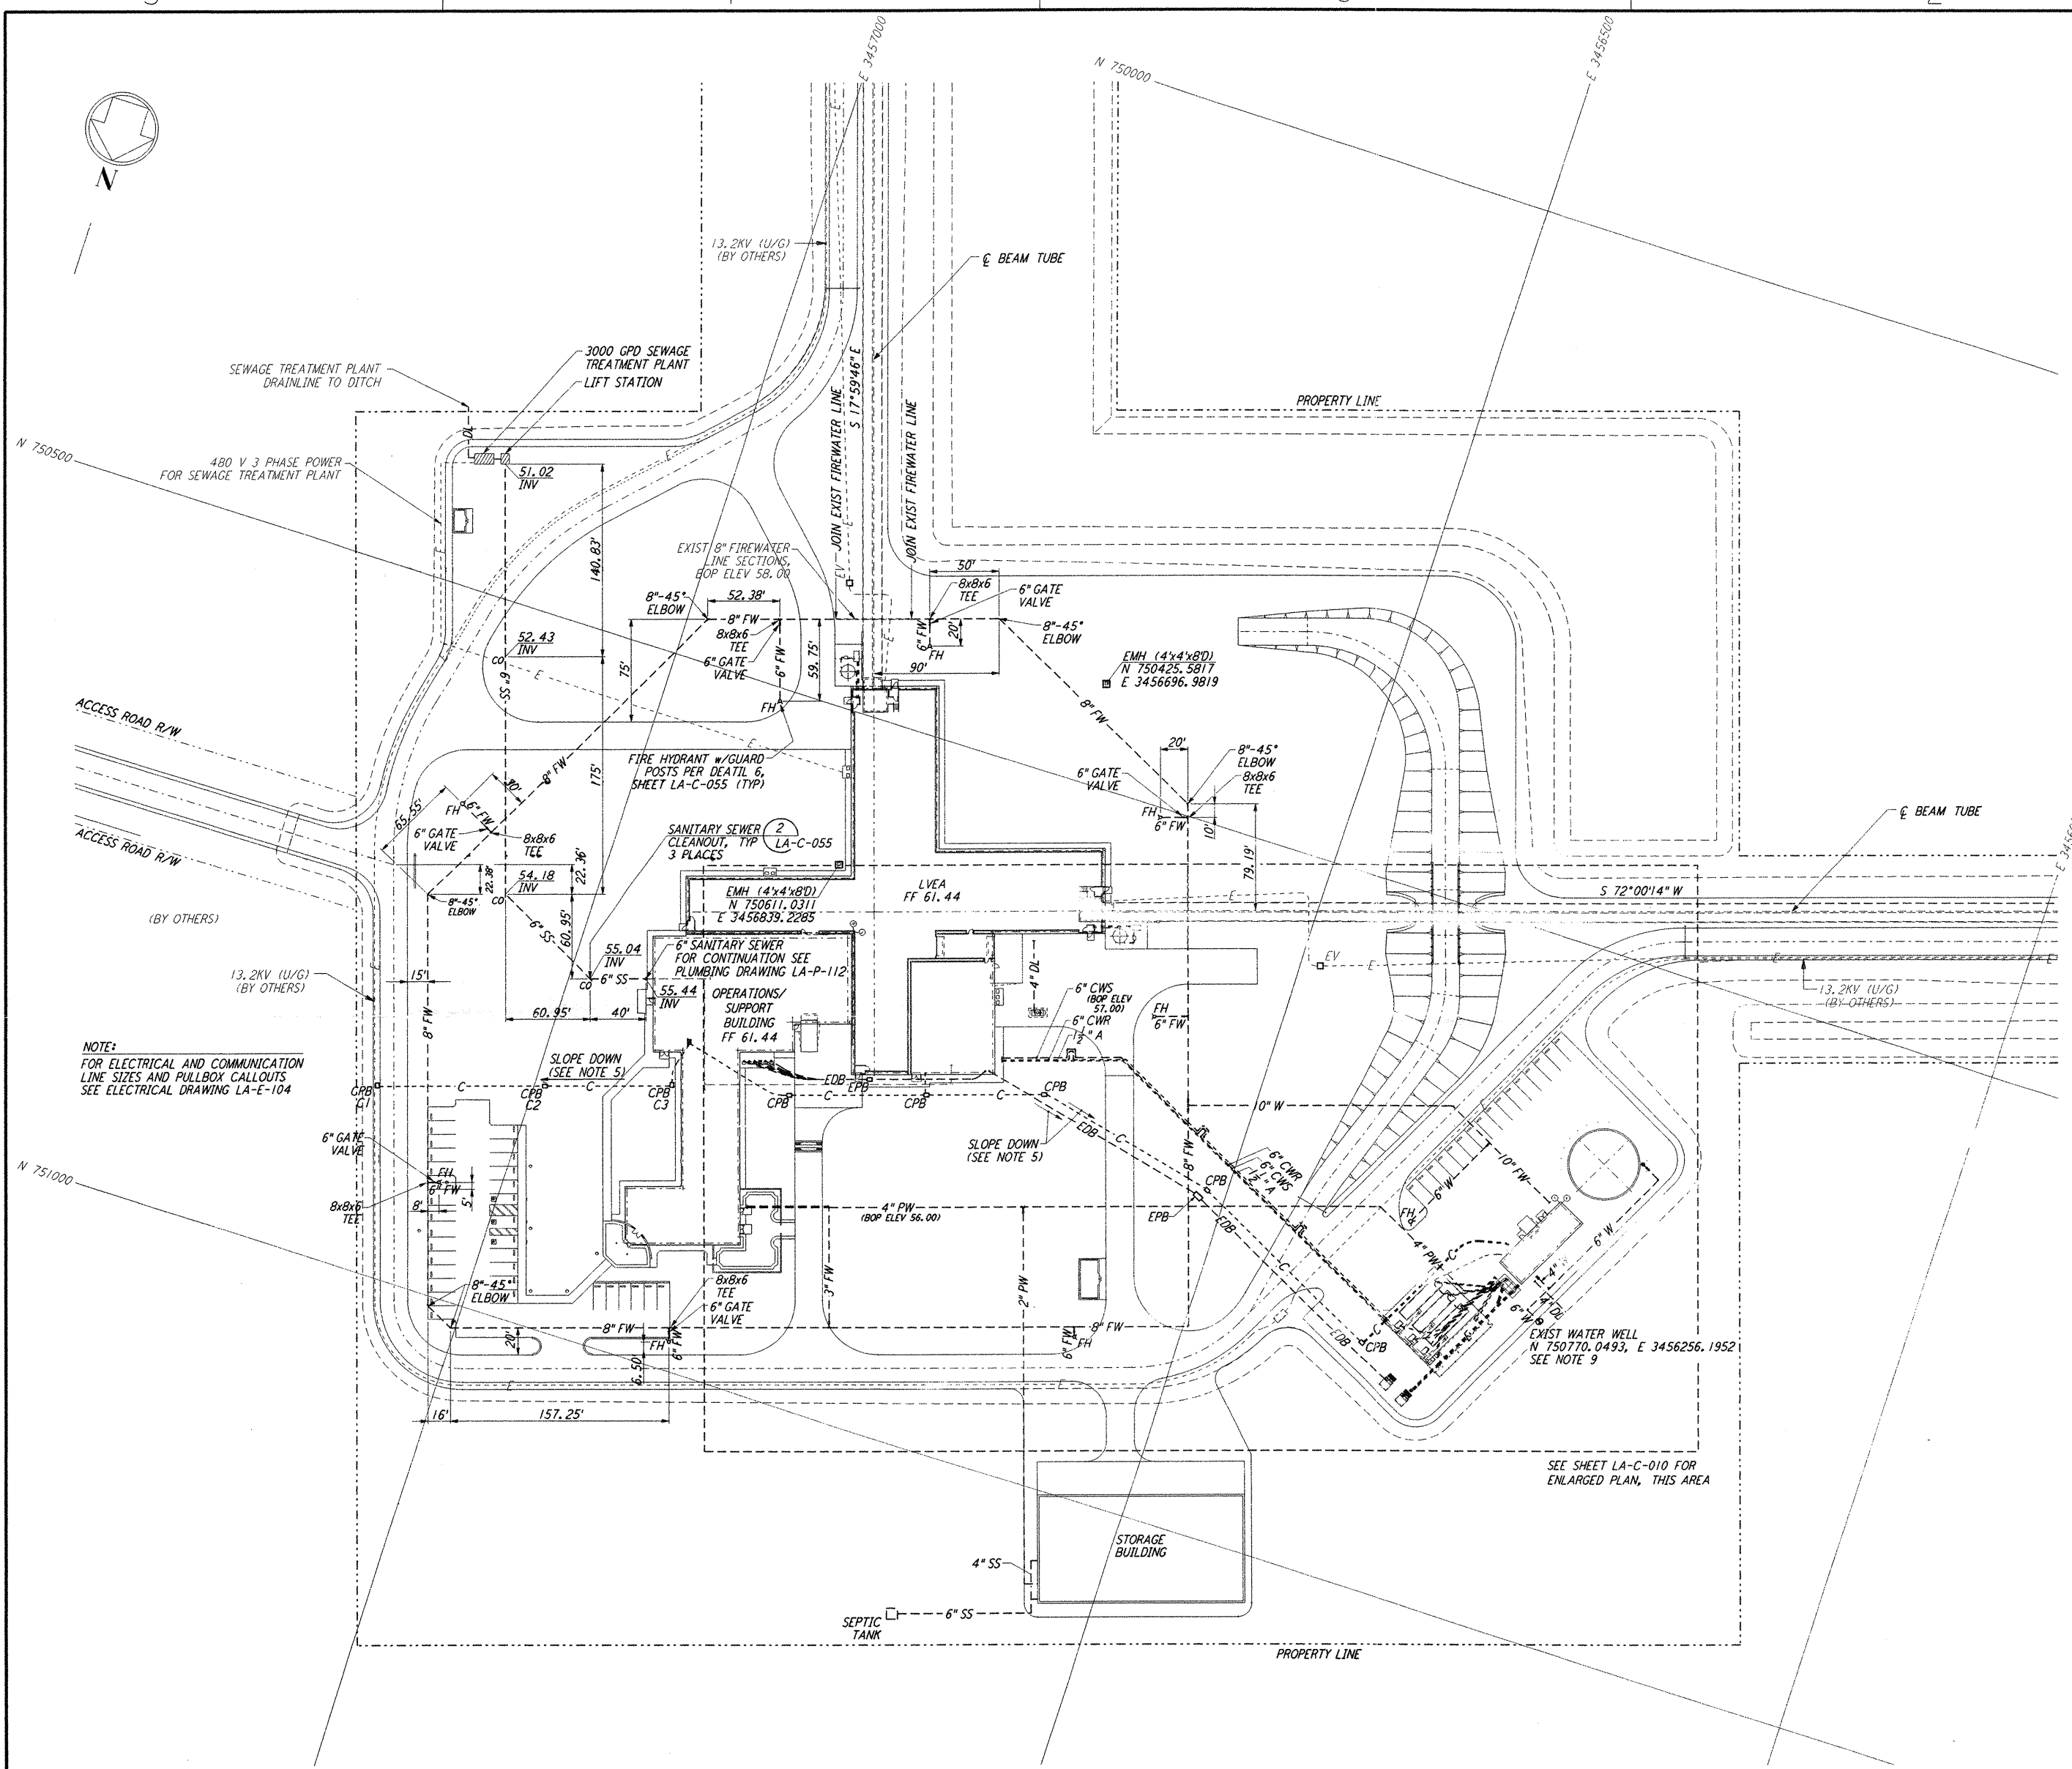 E 3457000
E 3456500
N 750000
N
13.2KV (U/G)
(BY OTHERS)
℄ BEAM TUBE
3000 GPD SEWAGE
TREATMENT PLANT
LIFT STATION
SEWAGE TREATMENT PLANT
DRAINLINE TO DITCH
DL
JOIN EXIST FIREWATER LINE
S 17°59'46" E
JOIN EXIST FIREWATER LINE
PROPERTY LINE
N 750500
480 V 3 PHASE POWER
FOR SEWAGE TREATMENT PLANT
51.02
INV
140.83'
EXIST 8" FIREWATER
LINE SECTIONS,
BOP ELEV 58.00
EV
E
50'
8x8x6
TEE
6" GATE
VALVE
8"-45°
ELBOW
52.38'
8" FW
8x8x6
TEE
6" GATE
VALVE
6" FW
59.75'
FH
75'
6" FW
20'
FH
90'
8"-45°
ELBOW
52.43
INV
CO
6" SS
E
EMH (4'x4'x8'D)
N 750425.5817
E 3456696.9819
8" FW
ACCESS ROAD R/W
175'
8" FW
FIRE HYDRANT w/GUARD
POSTS PER DEATIL 6,
SHEET LA-C-055 (TYP)
20'
8"-45°
ELBOW
8x8x6
TEE
6" GATE
VALVE
FH
6" FW
10'
79.19'
℄ BEAM TUBE
65.55'
FH
6" FW
20'
6" GATE
VALVE
8x8x6
TEE
ACCESS ROAD R/W
SANITARY SEWER
CLEANOUT, TYP
3 PLACES
2
LA-C-055
22.38'
22.36'
54.18
INV
CO
8"-45°
ELBOW
EMH (4'x4'x8'D)
N 750611.0311
E 3456839.2285
LVEA
FF 61.44
S 72°00'14" W
(BY OTHERS)
6" SS
60.95'
55.04
INV
CO
6" SS
6" SANITARY SEWER
FOR CONTINUATION SEE
PLUMBING DRAWING LA-P-112
55.44
INV
13.2KV (U/G)
(BY OTHERS)
15'
8" FW
60.95'
40'
OPERATIONS/
SUPPORT
BUILDING
FF 61.44
4" DL
6" CWS
(BOP ELEV
57.00)
6" CWR
1 1/2" A
FH
6" FW
EV
E
13.2KV (U/G)
(BY OTHERS)
NOTE:
FOR ELECTRICAL AND COMMUNICATION
LINE SIZES AND PULLBOX CALLOUTS
SEE ELECTRICAL DRAWING LA-E-104
SLOPE DOWN
(SEE NOTE 5)
CPB
C1
C
CPB
C2
C
CPB
C3
EDB
EPB
CPB
C
CPB
C
CPB
10" W
SLOPE DOWN
(SEE NOTE 5)
EDB
C
8" FW
6" CWR
6" CWS
1 1/2" A
CPB
EPB
EDB
C
6" GATE
VALVE
FH
6" FW
8x8x6
TEE
8'
5'
N 751000
4" PW
(BOP ELEV 56.00)
3" FW
2" PW
10" FW
6" W
FH
4" PW
C
6" W
4" DL
6" W
8"-45°
ELBOW
8x8x6
TEE
6" GATE
VALVE
8" FW
20'
FH
6" FW
6.50'
8" FW
6" FW
FH
EDB
C
CPB
EXIST WATER WELL
N 750770.0493, E 3456256.1952
SEE NOTE 9
16'
157.25'
E
E
SEE SHEET LA-C-010 FOR
ENLARGED PLAN, THIS AREA
STORAGE
BUILDING
4" SS
SEPTIC
TANK
6" SS
PROPERTY LINE